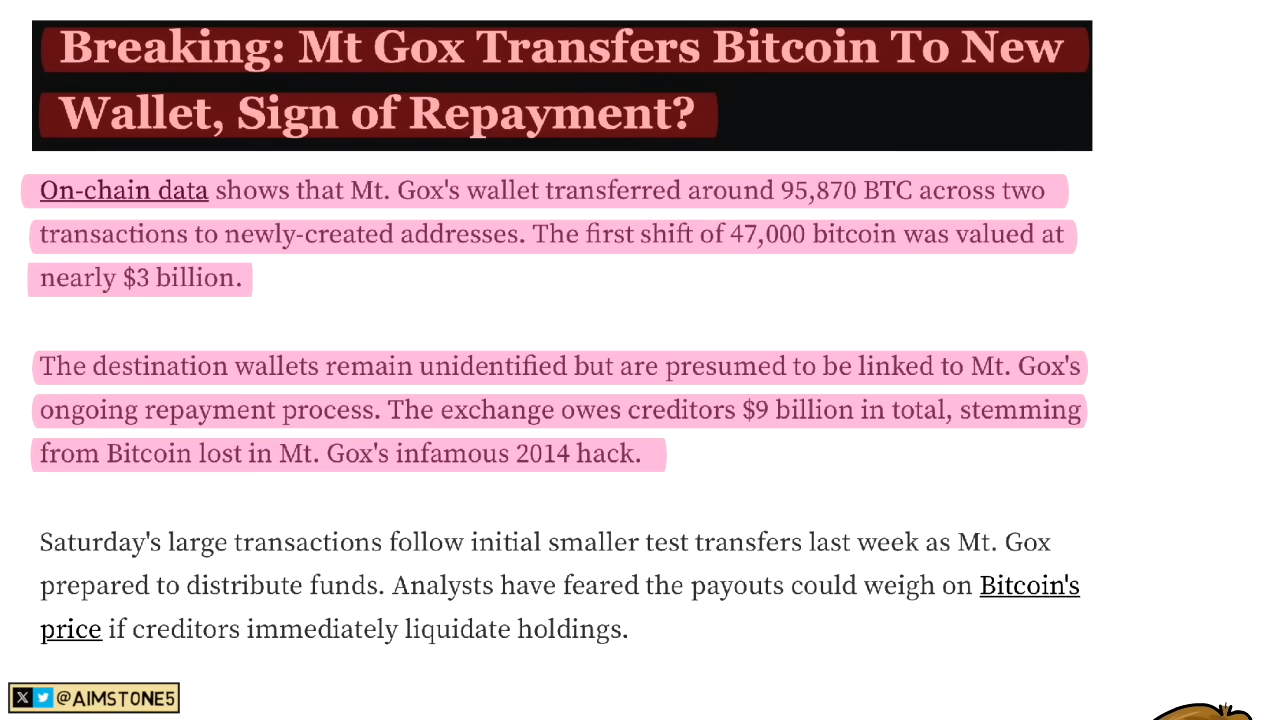 Breaking: Mt Gox Transfers Bitcoin To New
Wallet, Sign of Repayment?
On-chain data shows that Mt. Gox's wallet transferred around 95,870 BTC across two
transactions to newly-created addresses. The first shift of 47,000 bitcoin was valued at
nearly $3 billion.
The destination wallets remain unidentified but are presumed to be linked to Mt. Gox's
ongoing repayment process. The exchange owes creditors $9 billion in total, stemming
from Bitcoin lost in Mt. Gox's infamous 2014 hack.
Saturday's large transactions follow initial smaller test transfers last week as Mt. Gox
prepared to distribute funds. Analysts have feared the payouts could weigh on Bitcoin's
price if creditors immediately liquidate holdings.
@AIMSTONE5